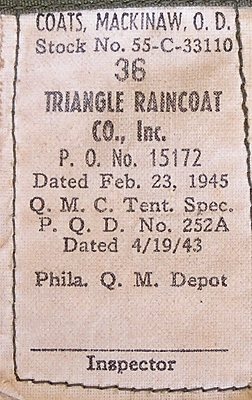 COATS, MACKINAW, O. D.
Stock No. 55-C-33110
36
TRIANGLE RAINCOAT
CO., Inc.
P. O. No. 15172
Dated Feb. 23, 1945
Q. M. C. Tent. Spec.
P. Q. D. No. 252A
Dated 4/19/43
Phila. Q. M. Depot
Inspector